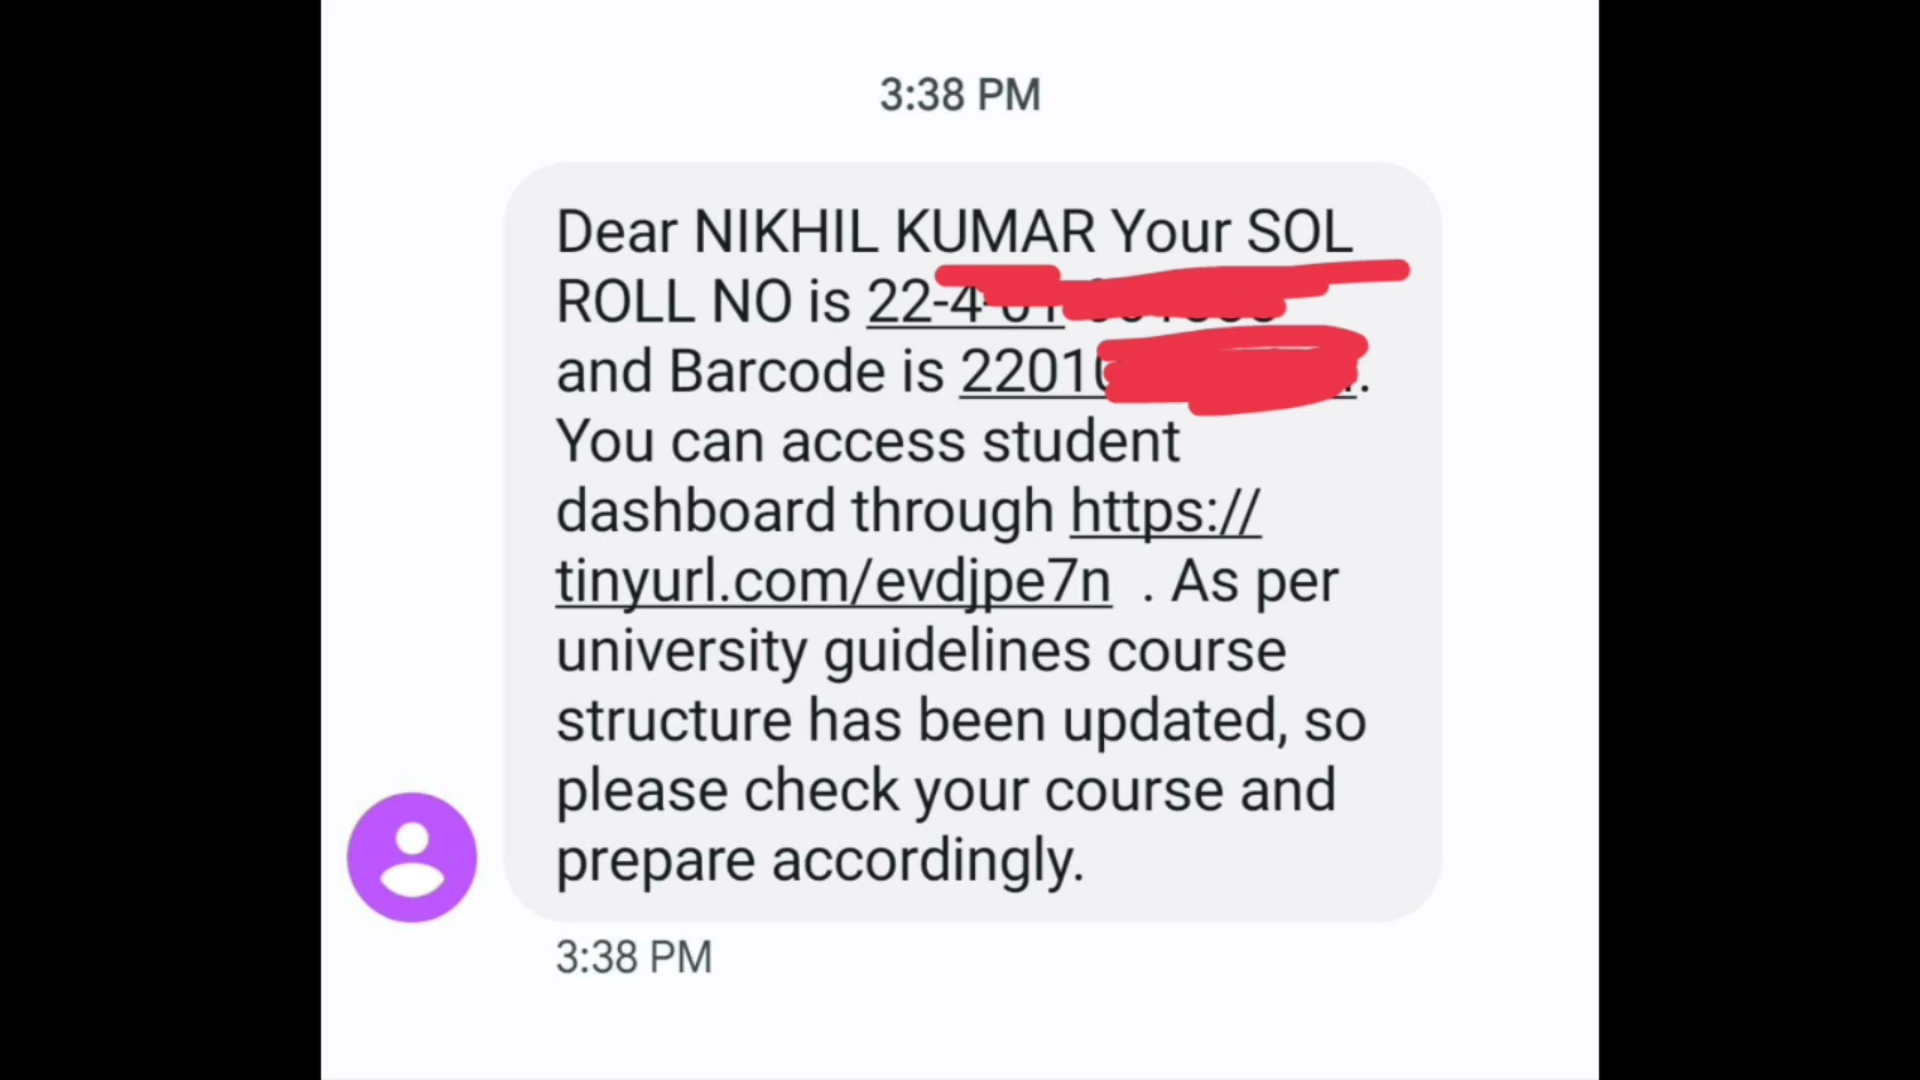 3:38 PM
Dear NIKHIL KUMAR Your SOL
ROLL NO is 22-4-
and Barcode is 2201
You can access student
dashboard through https://
tinyurl.com/evdjpe7n . As per
university guidelines course
structure has been updated, so
please check your course and
prepare accordingly.
3:38 PM